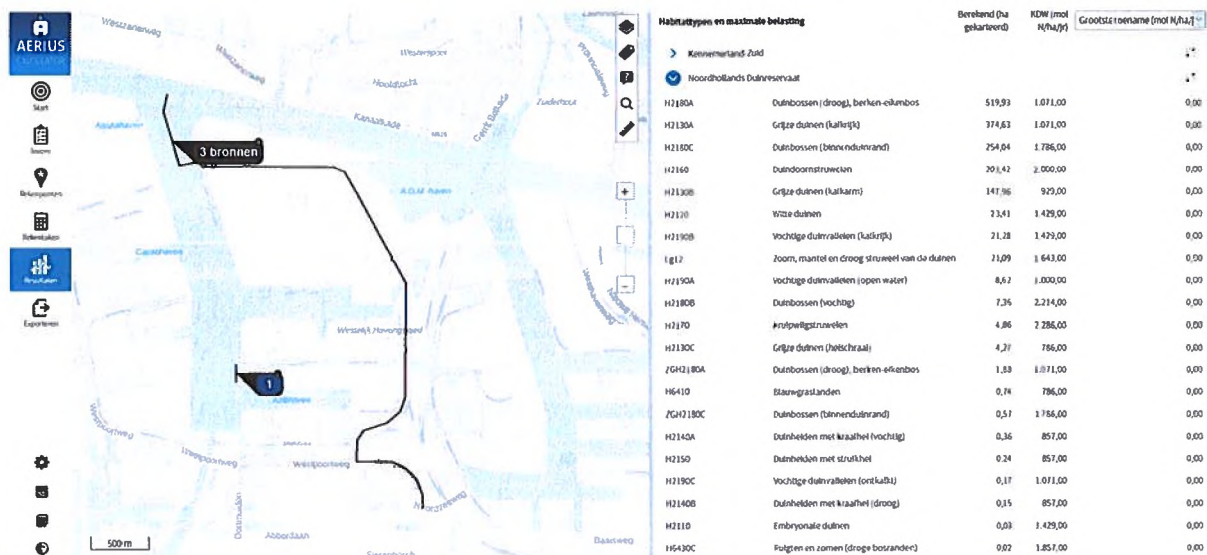 AERIUS
CALCULATOR
Start
Rekenpunten
Rekentaken
Resultaten
Exporteren
Westzanerweg
Hooftocht
Kanaalkade
Zuiderhout
3 bronnen
Westpoortweg
Noordzeeweg
Dortmuiden
Abberdaan
Daarsweg
1
500 m
Habitattypen en maximale belasting
Berekend (ha gekarteerd)
KDW (mol N/ha/jr)
Grootste toename (mol N/ha/j
Kennemerland-Zuid
Noordhollands Duinreservaat
H2180A Duinbossen (droog), berken-eikenbos 519,93 1.071,00 0,00
H2130A Grijze duinen (kalkrijk) 374,63 1.071,00 0,00
H2180C Duinbossen (binnenduinrand) 254,04 1.786,00 0,00
H2160 Duindoornstruwelen 203,42 2.000,00 0,00
H2130B Grijze duinen (kalkarm) 147,96 929,00 0,00
H2120 Witte duinen 23,41 1.429,00 0,00
H2190B Vochtige duinvalleien (kalkrijk) 21,28 1.429,00 0,00
Lg12 Zoom, mantel en droog struweel van de duinen 21,09 1.643,00 0,00
H2190A Vochtige duinvalleien (open water) 8,62 1.000,00 0,00
H2180B Duinbossen (vochtig) 7,35 2.214,00 0,00
H2170 Kruipwilgstruwelen 4,86 2.286,00 0,00
H2130C Grijze duinen (heischraal) 4,27 786,00 0,00
ZGH2180A Duinbossen (droog), berken-eikenbos 1,88 1.071,00 0,00
H6410 Blauwgraslanden 0,74 786,00 0,00
ZGH2180C Duinbossen (binnenduinrand) 0,51 1.786,00 0,00
H2140A Duinheiden met kraaihei (vochtig) 0,36 857,00 0,00
H2150 Duinheiden met struikhei 0,24 857,00 0,00
H2190C Vochtige duinvalleien (ontkalkt) 0,17 1.071,00 0,00
H2140B Duinheiden met kraaihei (droog) 0,15 857,00 0,00
H2110 Embryonale duinen 0,03 1.429,00 0,00
H6430C Ruigten en zomen (droge bosranden) 0,02 1.857,00 0,00